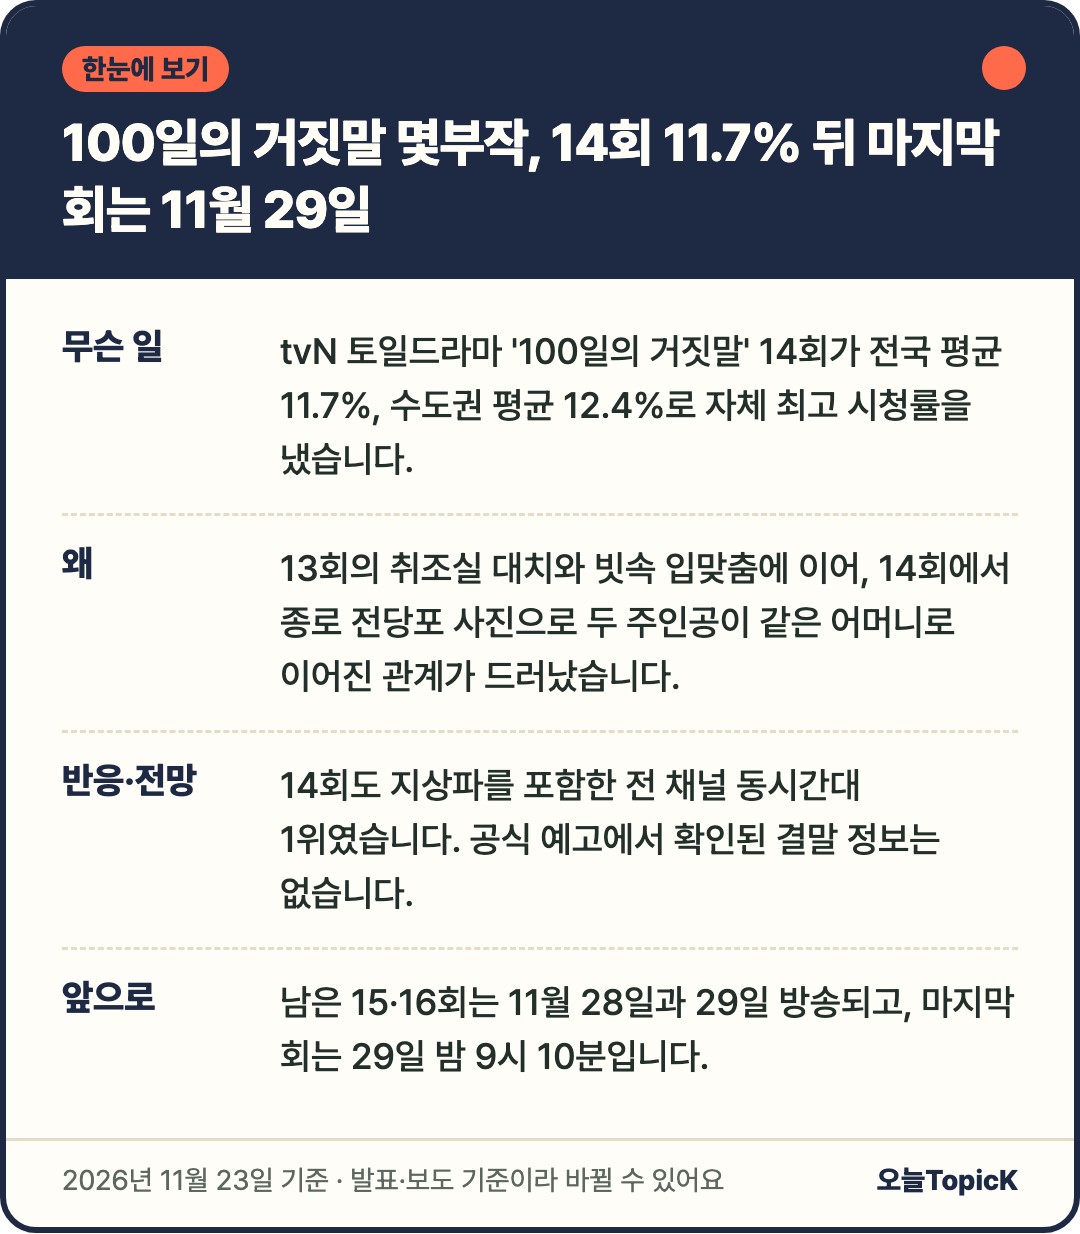 한눈에 보기
100일의 거짓말 몇부작, 14회 11.7% 뒤 마지막
회는 11월 29일
무슨 일
tvN 토일드라마 '100일의 거짓말' 14회가 전국 평균
11.7%, 수도권 평균 12.4%로 자체 최고 시청률을
냈습니다.
왜
13회의 취조실 대치와 빗속 입맞춤에 이어, 14회에서
종로 전당포 사진으로 두 주인공이 같은 어머니로
이어진 관계가 드러났습니다.
반응·전망
14회도 지상파를 포함한 전 채널 동시간대
1위였습니다. 공식 예고에서 확인된 결말 정보는
없습니다.
앞으로
남은 15·16회는 11월 28일과 29일 방송되고, 마지막
회는 29일 밤 9시 10분입니다.
2026년 11월 23일 기준 · 발표·보도 기준이라 바뀔 수 있어요
오늘TopicK